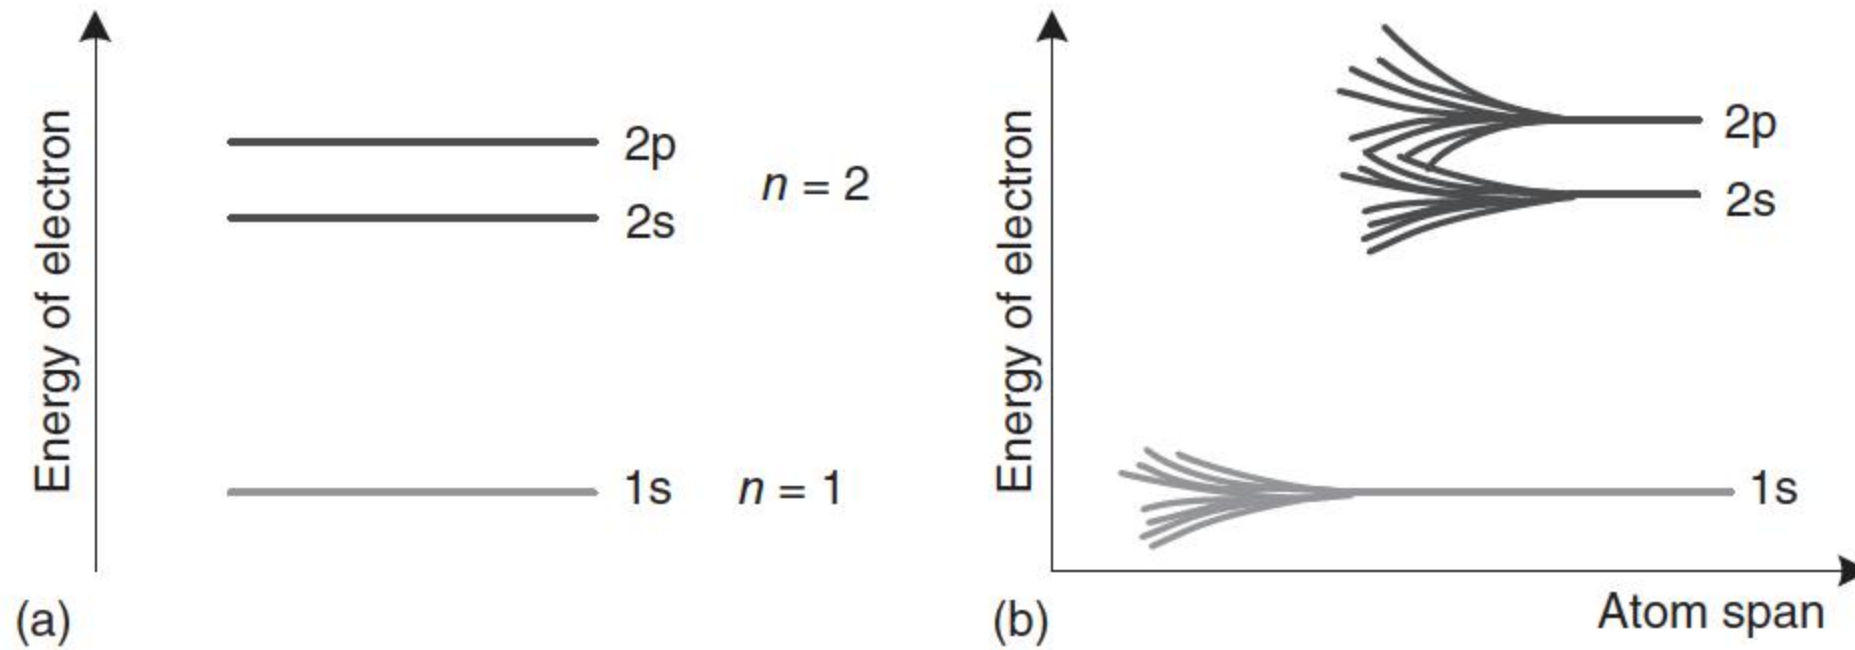 Energy of electron
2p
n = 2
2s
1s
n = 1
(a)
Energy of electron
2p
2s
1s
Atom span
(b)